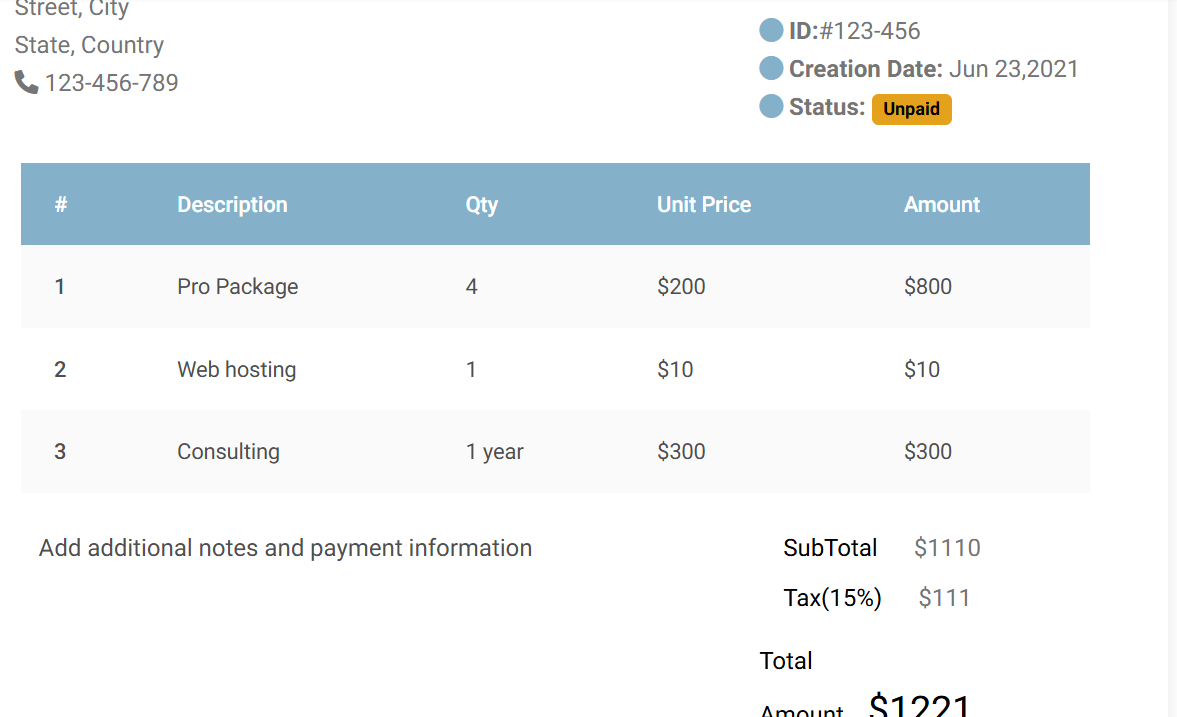 Street, City
State, Country
123-456-789
ID:#123-456
Creation Date: Jun 23,2021
Status: Unpaid
# Description Qty Unit Price Amount
1 Pro Package 4 $200 $800
2 Web hosting 1 $10 $10
3 Consulting 1 year $300 $300
Add additional notes and payment information
SubTotal $1110
Tax(15%) $111
Total
Amount $1221